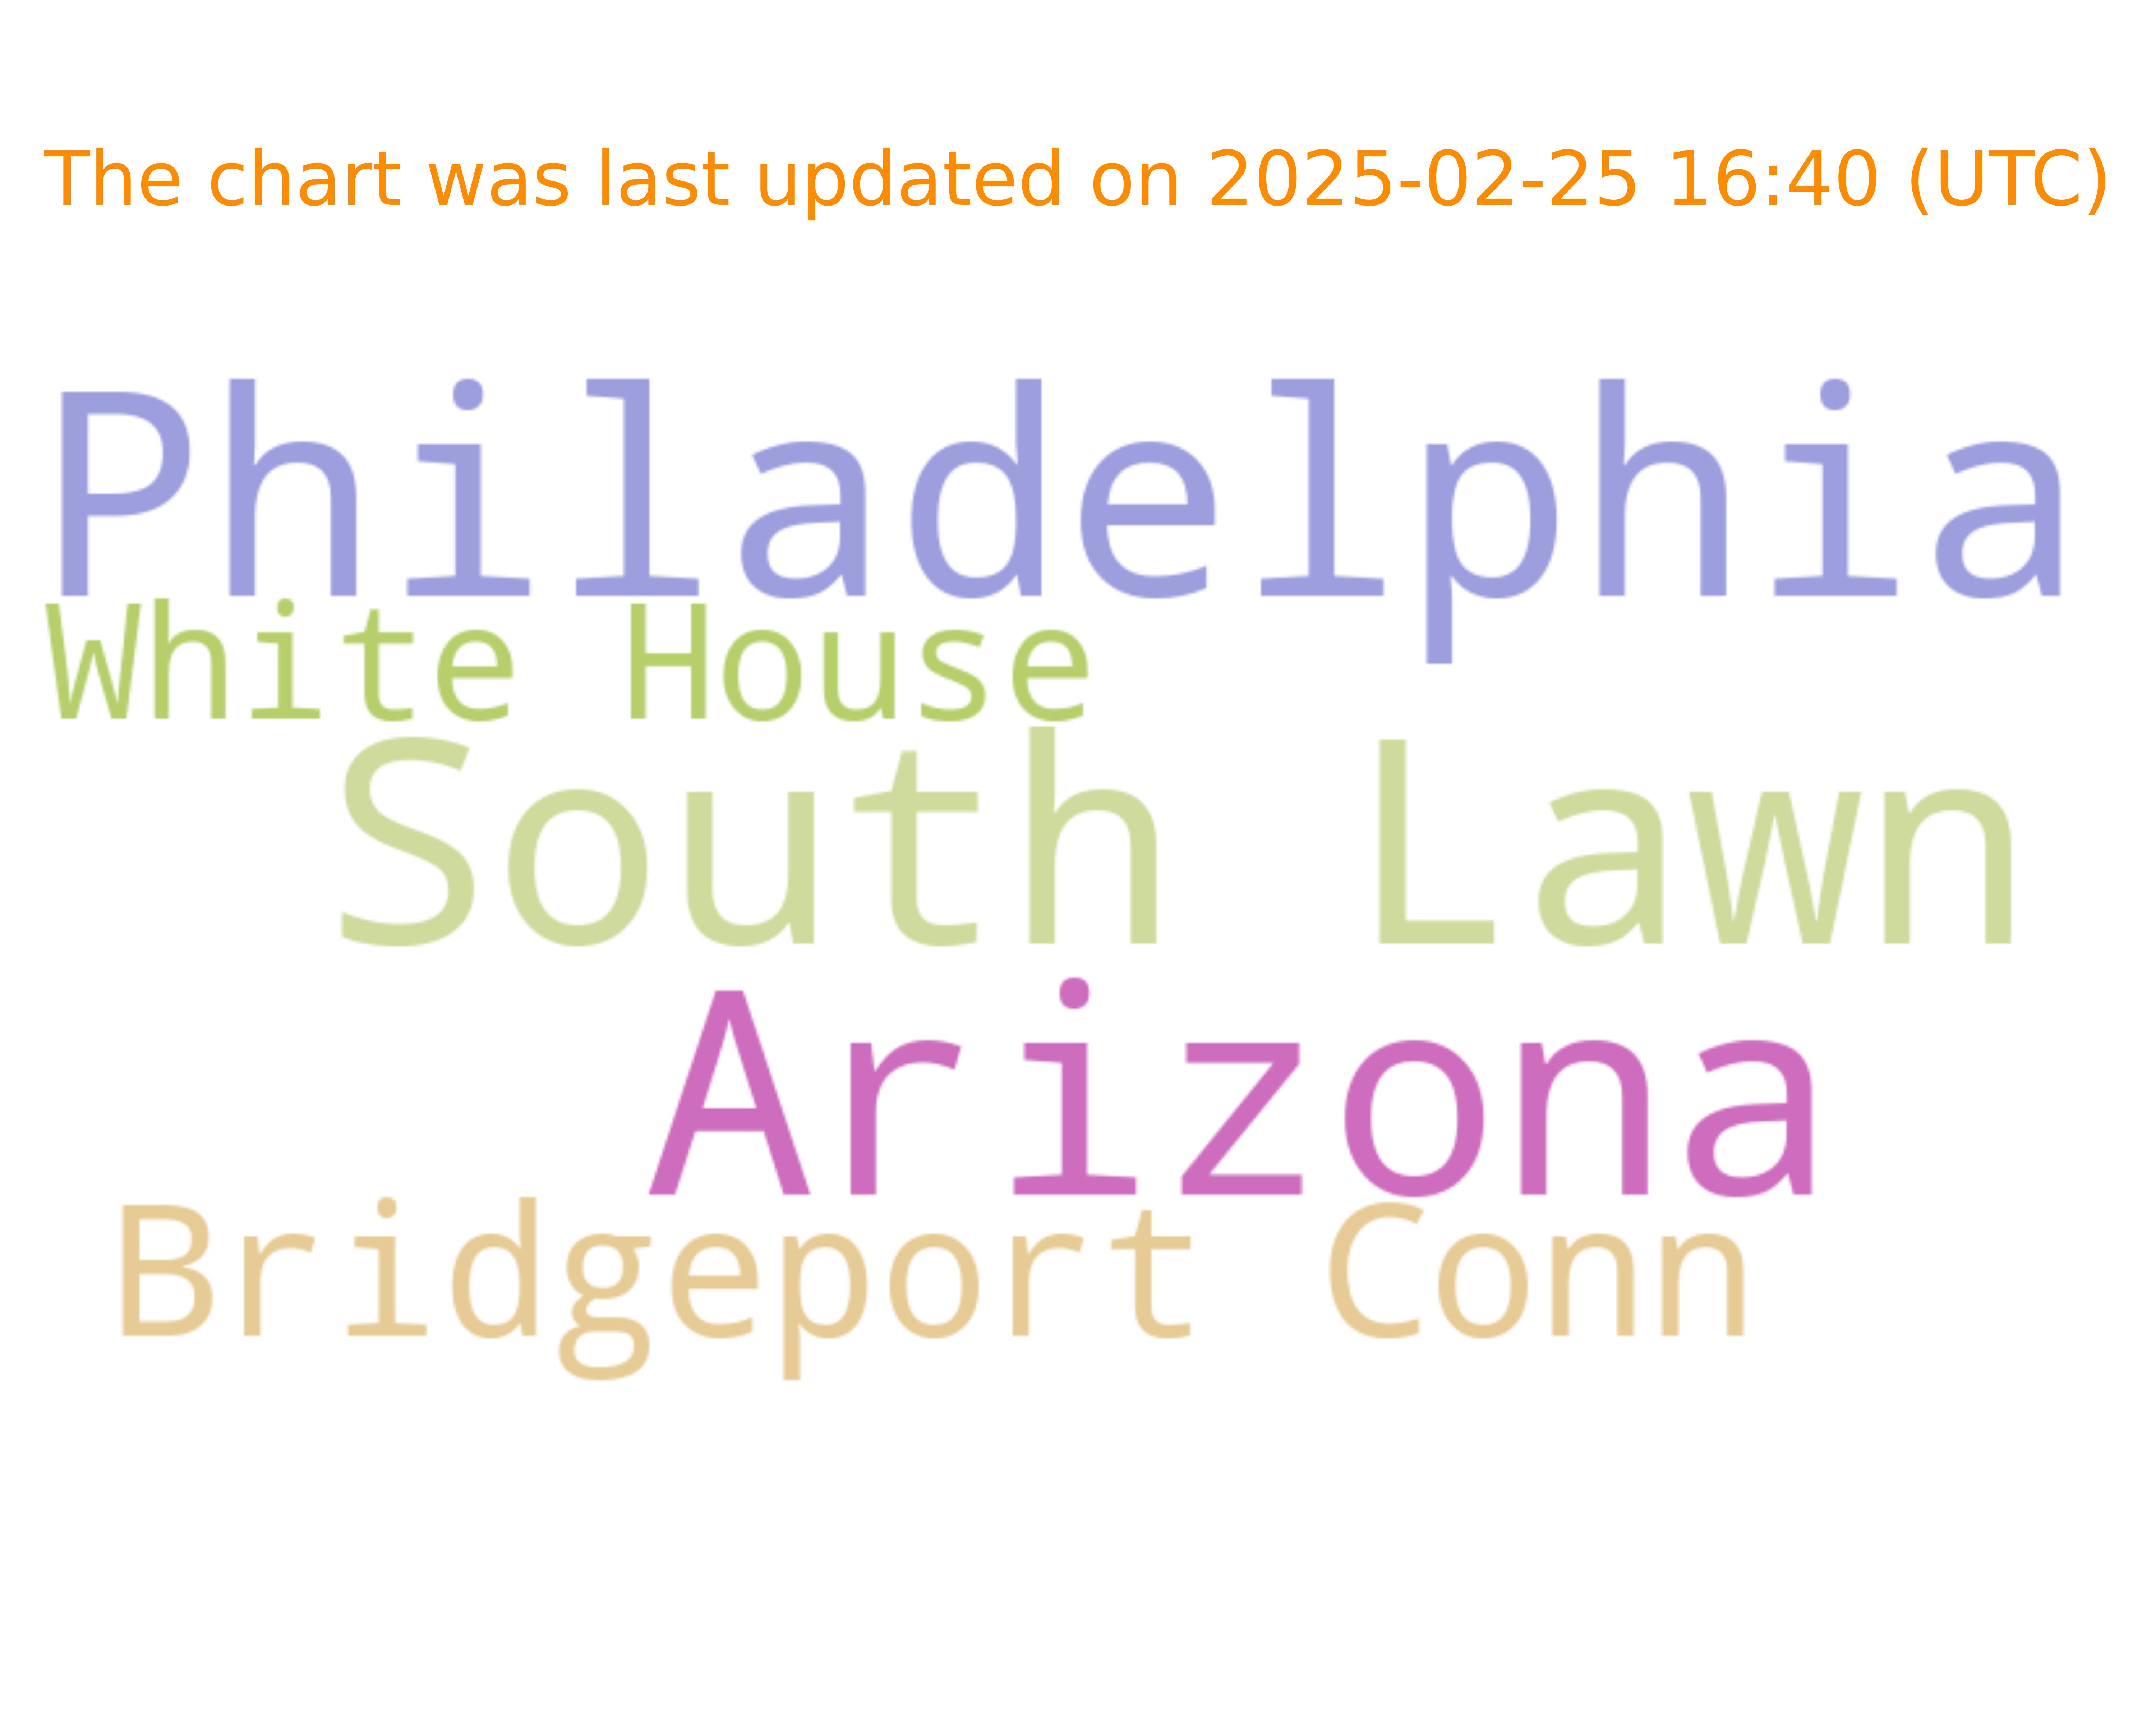 The chart was last updated on 2025-02-25 16:40 (UTC)
Philadelphia
White House
South Lawn
Arizona
Bridgeport Conn